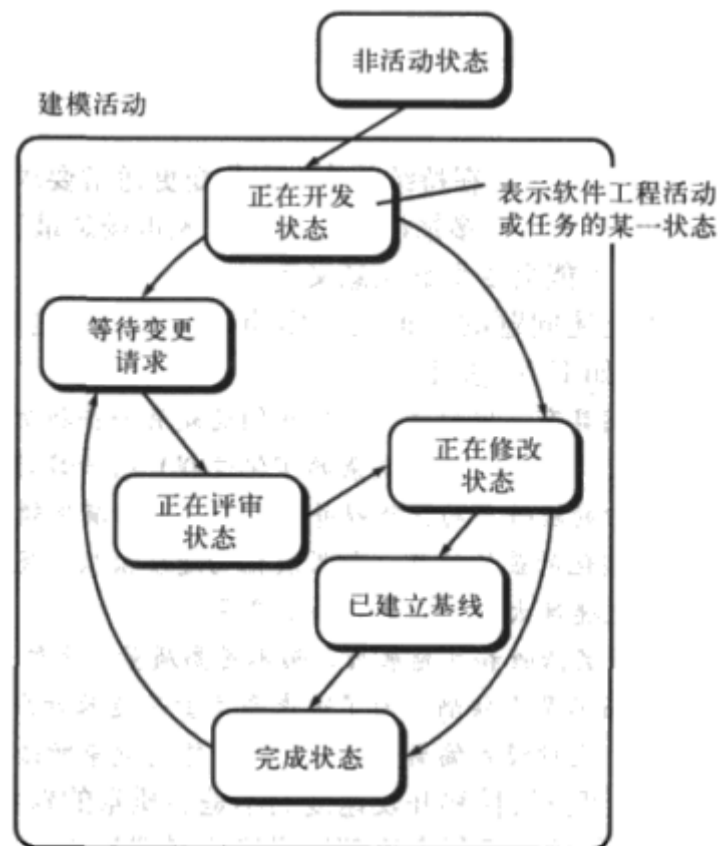 非活动状态
建模活动
正在开发
状态
表示软件工程活动
或任务的某一状态
等待变更
请求
正在修改
状态
正在评审
状态
已建立基线
完成状态